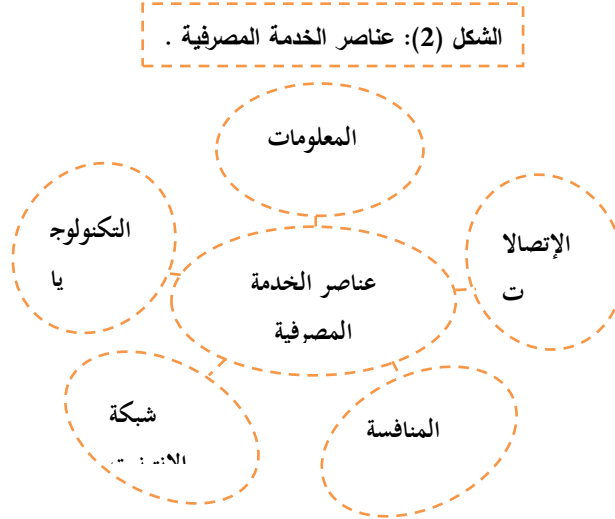 الشكل (2): عناصر الخدمة المصرفية .
المعلومات
الإتصالا
ت
التكنولوج
يا
عناصر الخدمة
المصرفية
المنافسة
شبكة